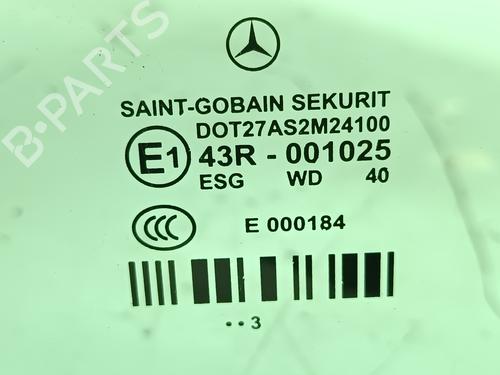 B-PARTS
SAINT-GOBAIN SEKURIT
DOT27AS2M24100
E1 43R - 001025
ESG WD 40
CCC E 000184
•• 3